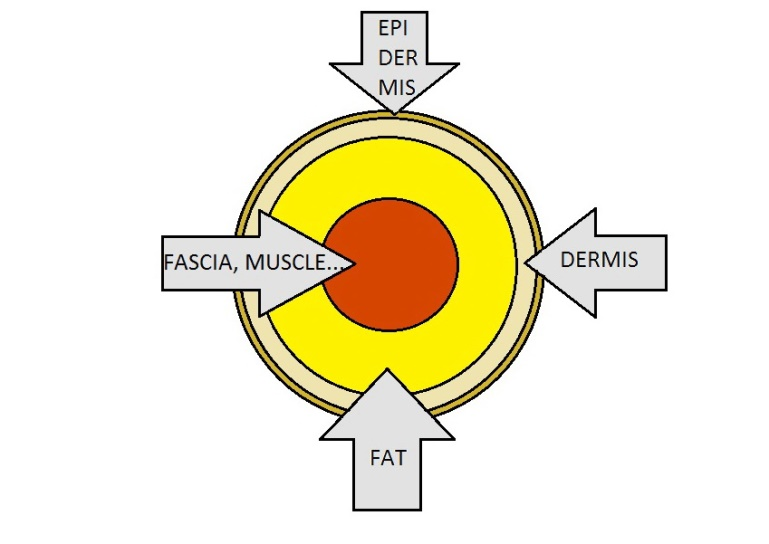 EPI
DER
MIS
FASCIA, MUSCLE...
DERMIS
FAT